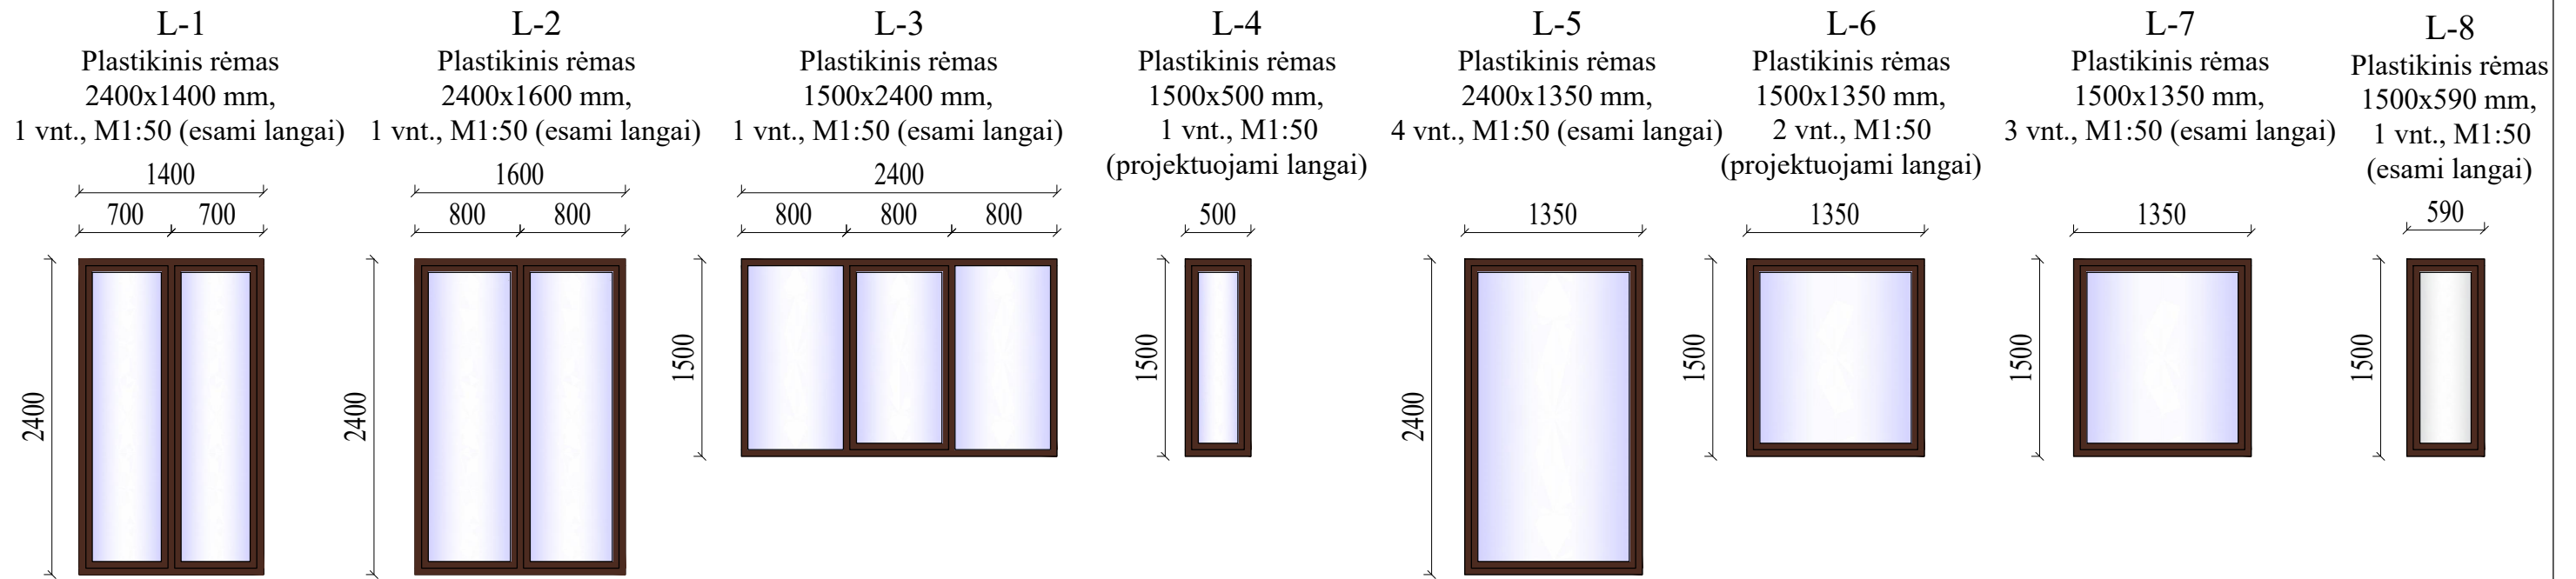 L-1
Plastikinis rėmas
2400x1400 mm,
1 vnt., M1:50 (esami langai)
1400
700 700
2400
L-2
Plastikinis rėmas
2400x1600 mm,
1 vnt., M1:50 (esami langai)
1600
800 800
2400
L-3
Plastikinis rėmas
1500x2400 mm,
1 vnt., M1:50 (esami langai)
2400
800 800 800
1500
L-4
Plastikinis rėmas
1500x500 mm,
1 vnt., M1:50
(projektuojami langai)
500
1500
L-5
Plastikinis rėmas
2400x1350 mm,
4 vnt., M1:50 (esami langai)
1350
2400
L-6
Plastikinis rėmas
1500x1350 mm,
2 vnt., M1:50
(projektuojami langai)
1350
1500
L-7
Plastikinis rėmas
1500x1350 mm,
3 vnt., M1:50 (esami langai)
1350
1500
L-8
Plastikinis rėmas
1500x590 mm,
1 vnt., M1:50
(esami langai)
590
1500